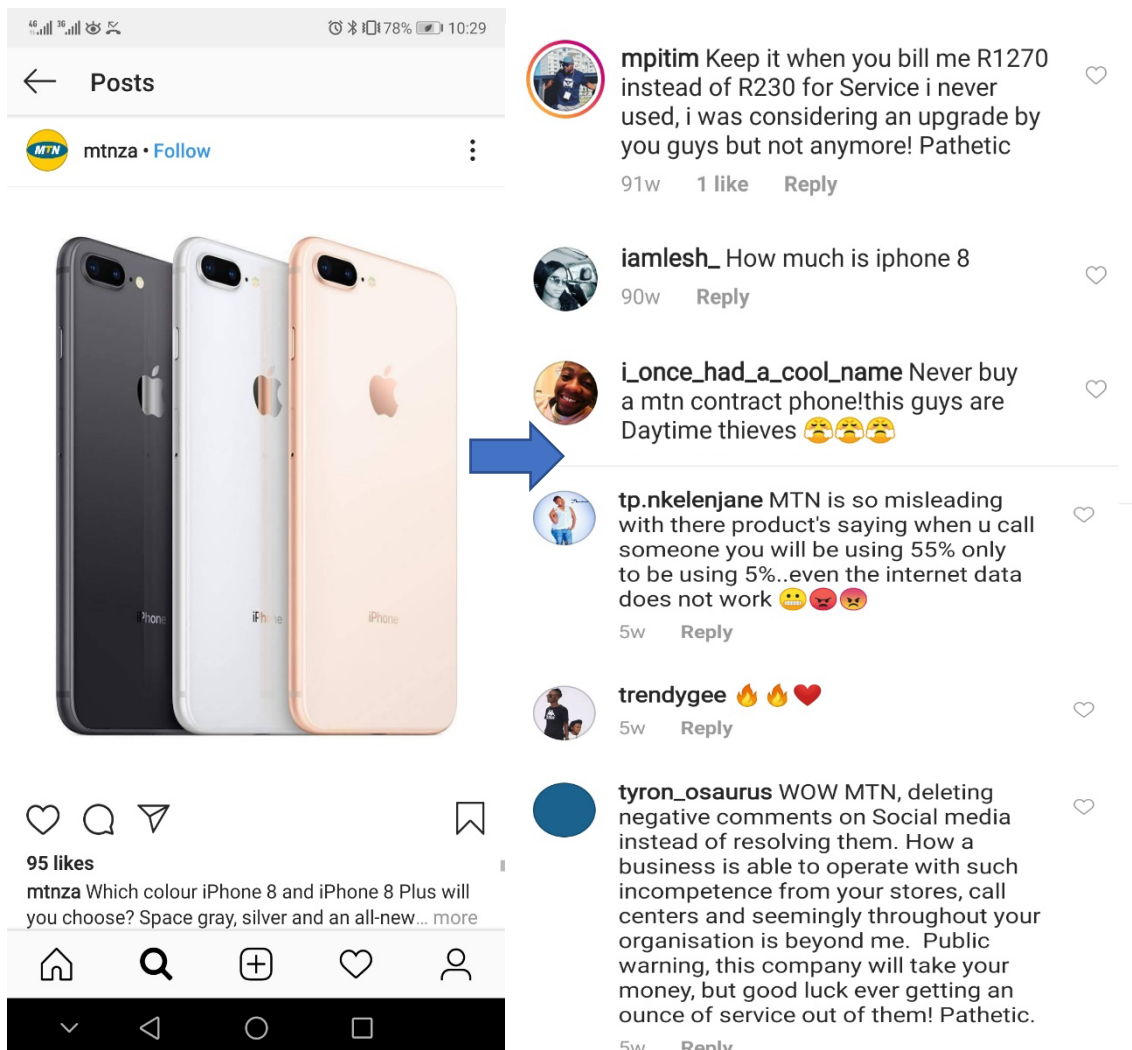 4G 3G 78% 10:29
Posts
MTN
mtnza • Follow
iPhone
iPhone
iPhone
95 likes
mtnza Which colour iPhone 8 and iPhone 8 Plus will
you choose? Space gray, silver and an all-new... more
mpitim Keep it when you bill me R1270
instead of R230 for Service i never
used, i was considering an upgrade by
you guys but not anymore! Pathetic
91w 1 like Reply
iamlesh_ How much is iphone 8
90w Reply
i_once_had_a_cool_name Never buy
a mtn contract phone!this guys are
Daytime thieves 😤😤😤
tp.nkelenjane MTN is so misleading
with there product's saying when u call
someone you will be using 55% only
to be using 5%..even the internet data
does not work 😬😡😡
5w Reply
trendygee 🔥🔥❤️
5w Reply
tyron_osaurus WOW MTN, deleting
negative comments on Social media
instead of resolving them. How a
business is able to operate with such
incompetence from your stores, call
centers and seemingly throughout your
organisation is beyond me. Public
warning, this company will take your
money, but good luck ever getting an
ounce of service out of them! Pathetic.
5w Reply